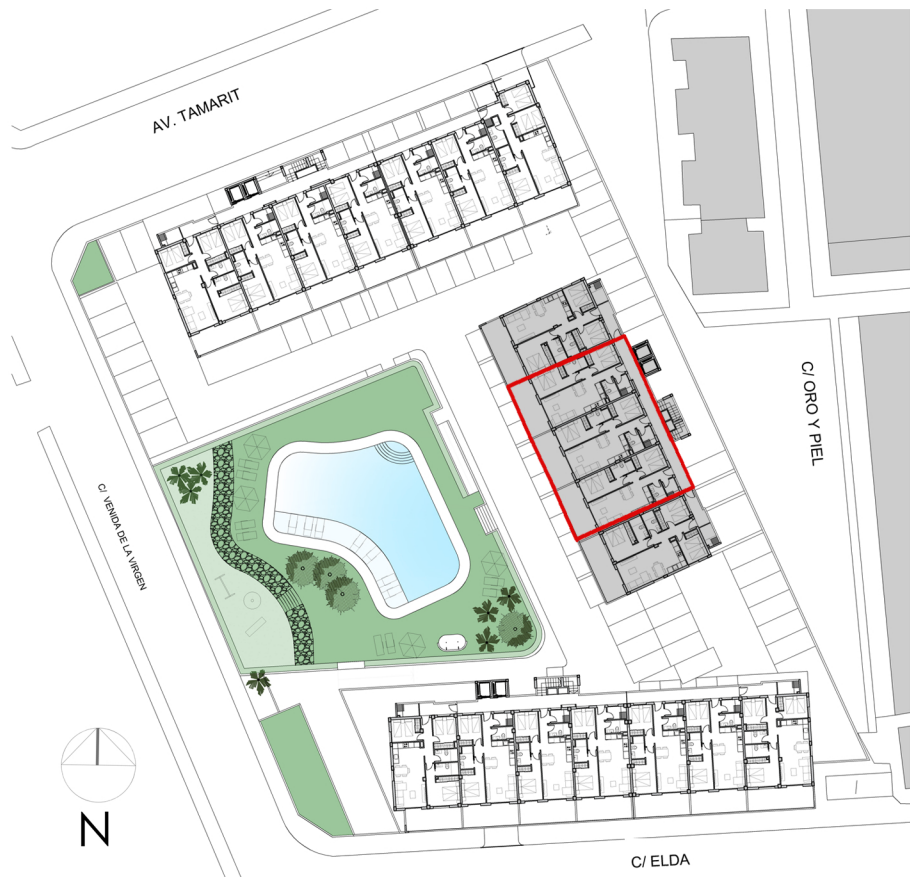 AV. TAMARIT
C/ ORO Y PIEL
C/ VENIDA DE LA VIRGEN
N
C/ ELDA